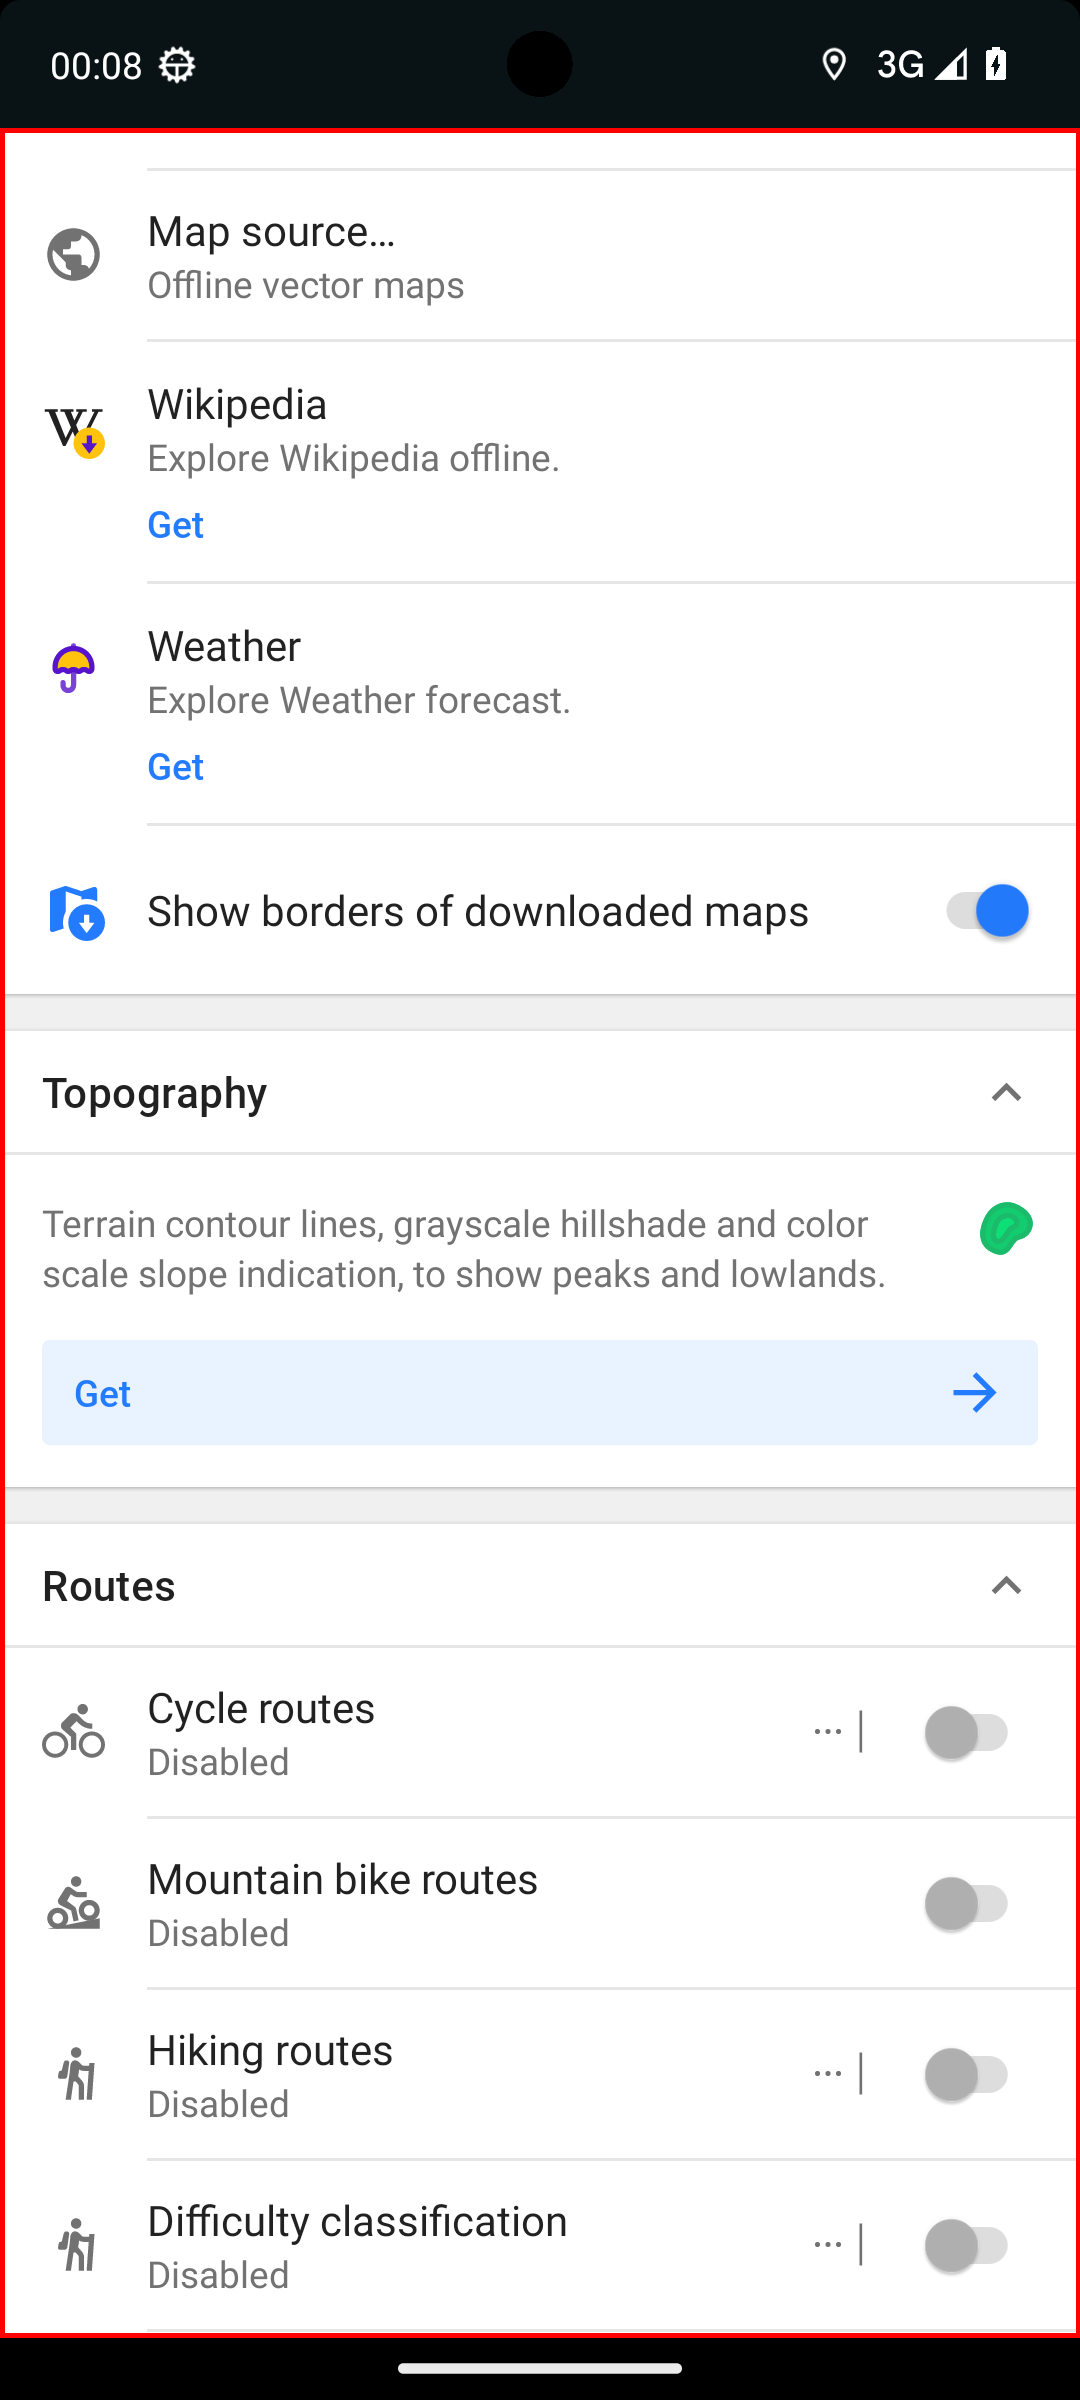 00:08
3G
Map source…
Offline vector maps
Wikipedia
Explore Wikipedia offline.
Get
Weather
Explore Weather forecast.
Get
Show borders of downloaded maps
Topography
Terrain contour lines, grayscale hillshade and color
scale slope indication, to show peaks and lowlands.
Get
Routes
Cycle routes
Disabled
Mountain bike routes
Disabled
Hiking routes
Disabled
Difficulty classification
Disabled